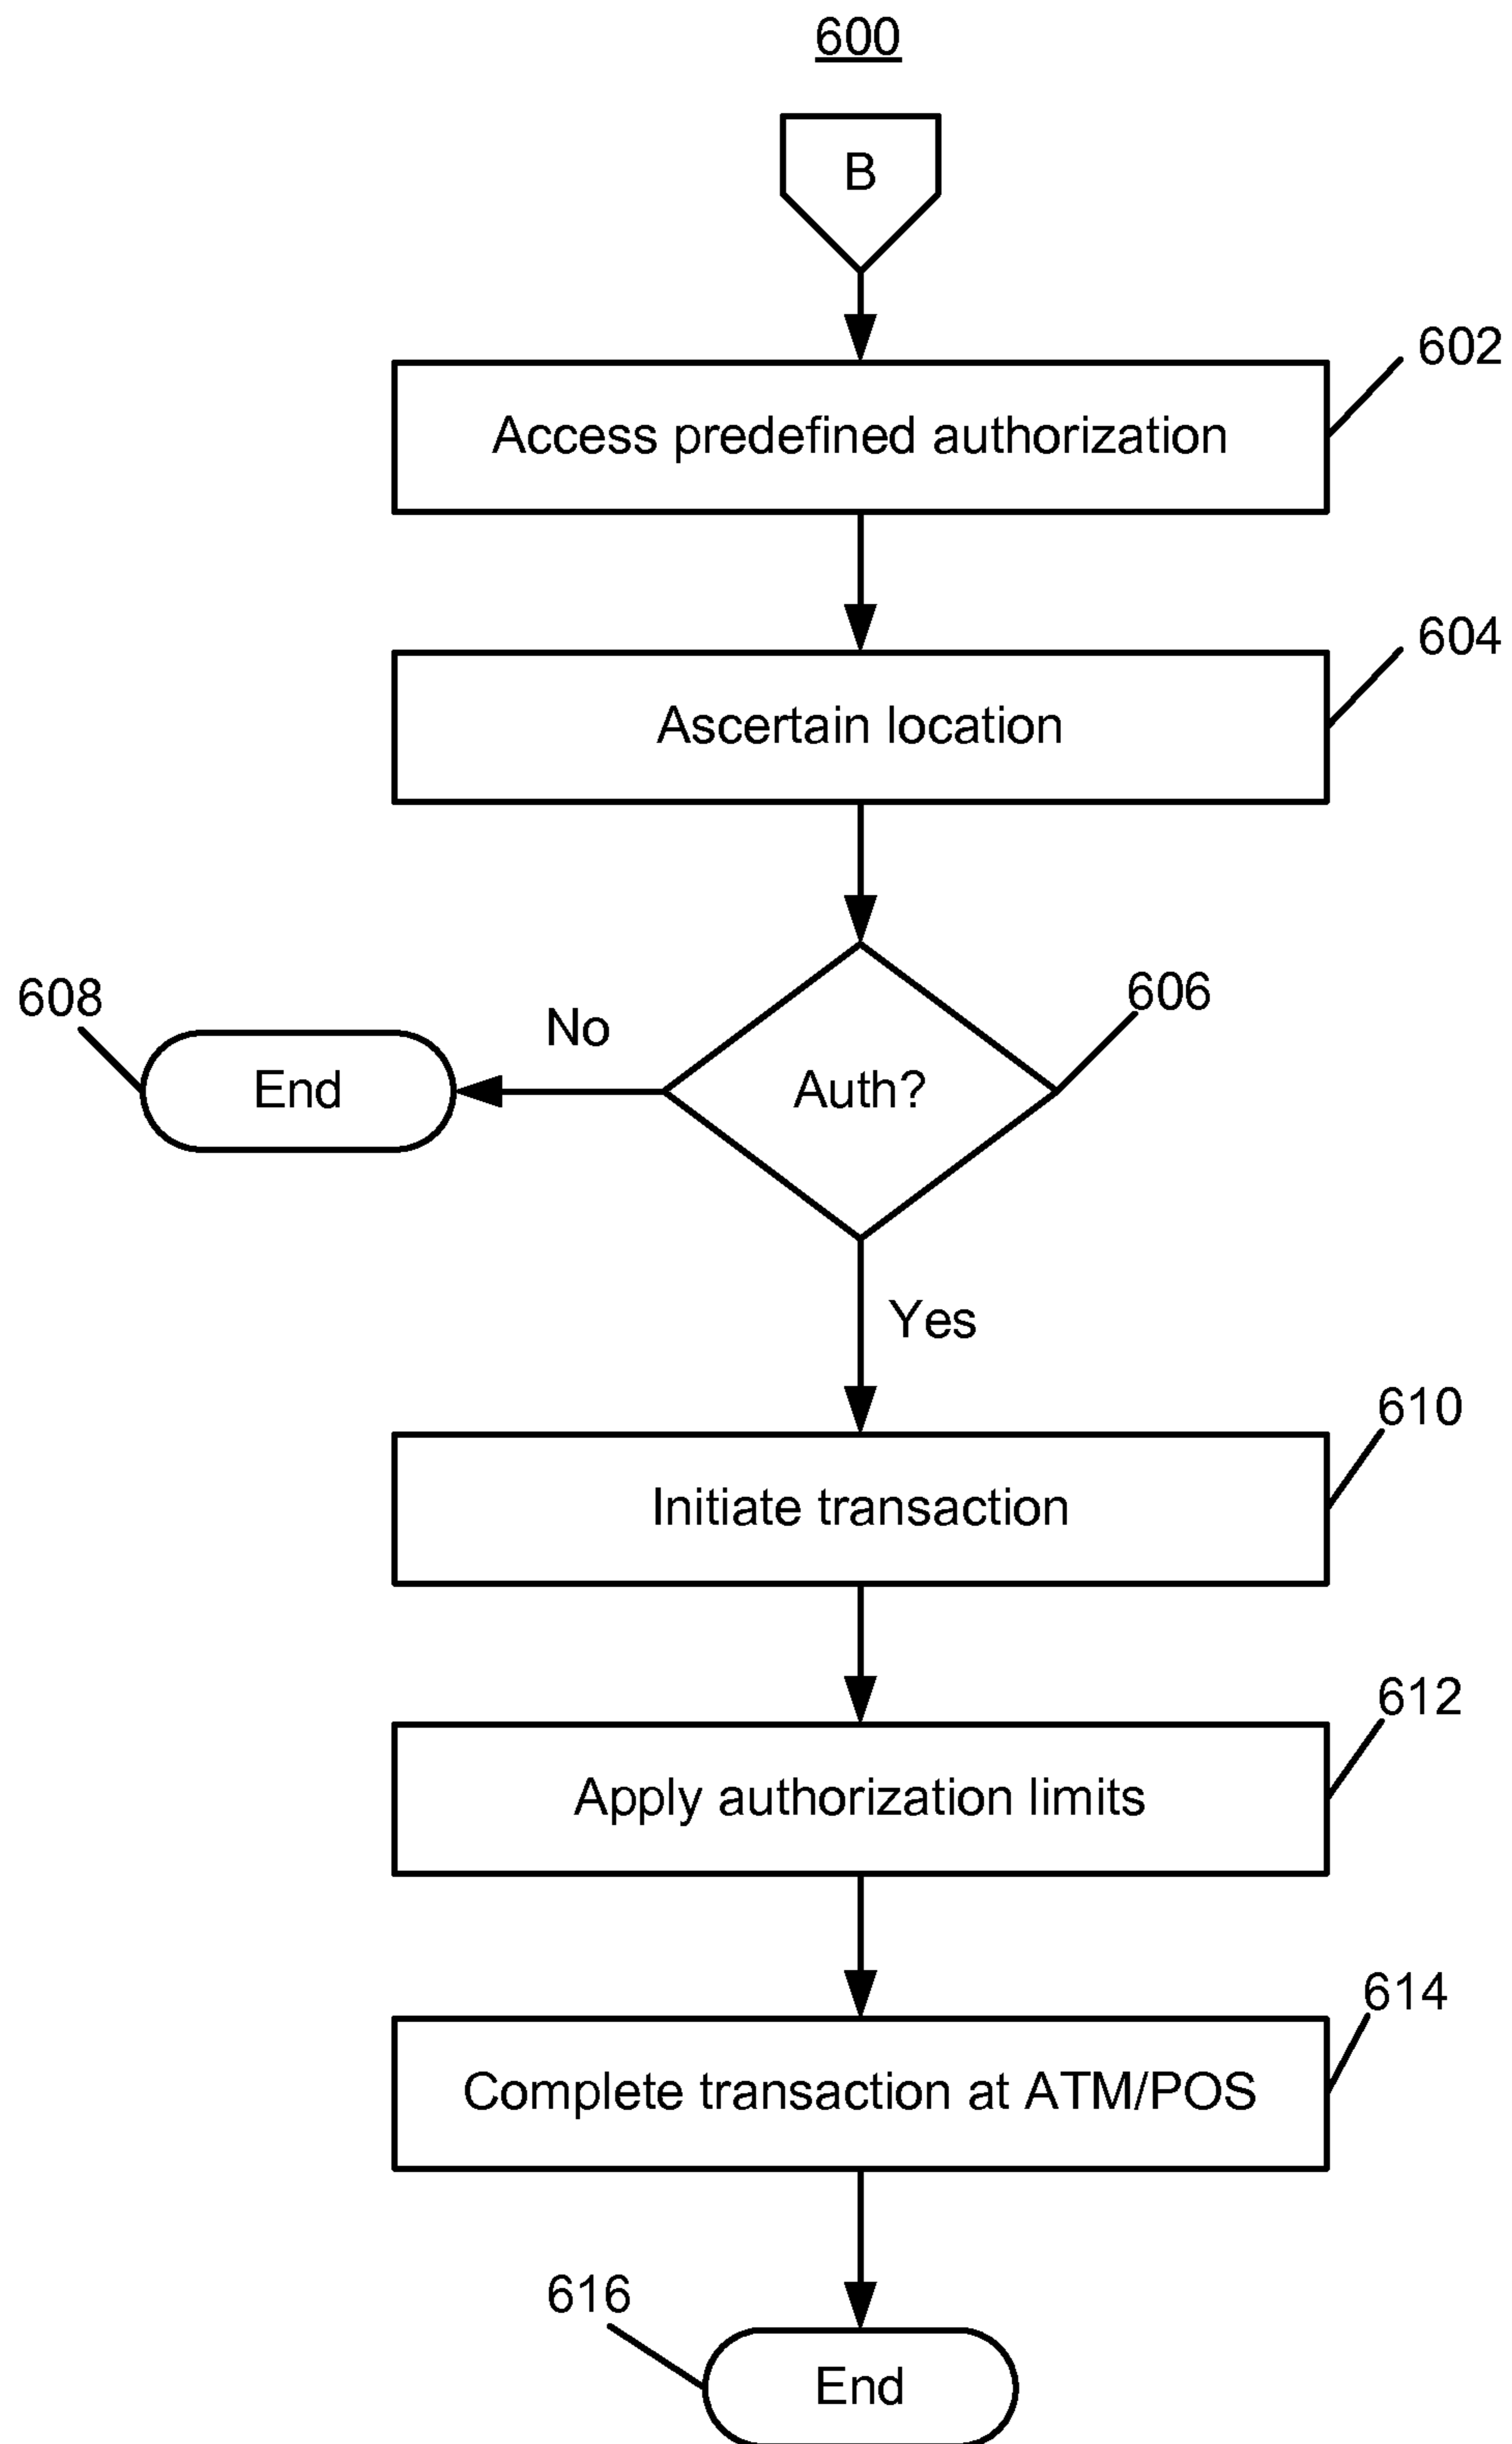 600
B
602
Access predefined authorization
604
Ascertain location
606
608
No
End
Auth?
Yes
610
Initiate transaction
612
Apply authorization limits
614
Complete transaction at ATM/POS
616
End